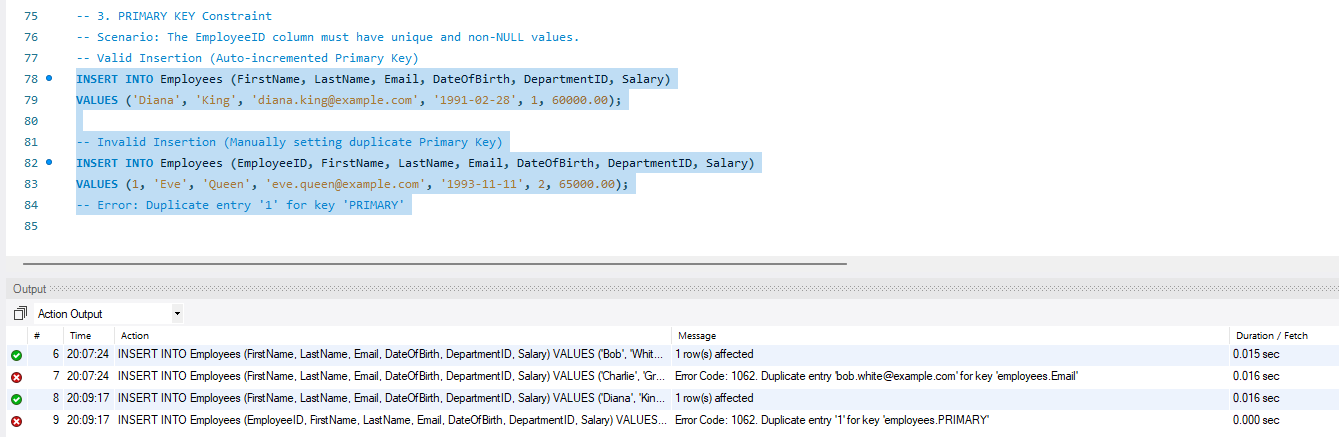 75 -- 3. PRIMARY KEY Constraint
76 -- Scenario: The EmployeeID column must have unique and non-NULL values.
77 -- Valid Insertion (Auto-incremented Primary Key)
78 INSERT INTO Employees (FirstName, LastName, Email, DateOfBirth, DepartmentID, Salary)
79 VALUES ('Diana', 'King', 'diana.king@example.com', '1991-02-28', 1, 60000.00);
80
81 -- Invalid Insertion (Manually setting duplicate Primary Key)
82 INSERT INTO Employees (EmployeeID, FirstName, LastName, Email, DateOfBirth, DepartmentID, Salary)
83 VALUES (1, 'Eve', 'Queen', 'eve.queen@example.com', '1993-11-11', 2, 65000.00);
84 -- Error: Duplicate entry '1' for key 'PRIMARY'
85
Output
Action Output
# Time Action Message Duration / Fetch
6 20:07:24 INSERT INTO Employees (FirstName, LastName, Email, DateOfBirth, DepartmentID, Salary) VALUES ('Bob', 'Whit... 1 row(s) affected 0.015 sec
7 20:07:24 INSERT INTO Employees (FirstName, LastName, Email, DateOfBirth, DepartmentID, Salary) VALUES ('Charlie', 'Gr... Error Code: 1062. Duplicate entry 'bob.white@example.com' for key 'employees.Email' 0.016 sec
8 20:09:17 INSERT INTO Employees (FirstName, LastName, Email, DateOfBirth, DepartmentID, Salary) VALUES ('Diana', 'Kin... 1 row(s) affected 0.016 sec
9 20:09:17 INSERT INTO Employees (EmployeeID, FirstName, LastName, Email, DateOfBirth, DepartmentID, Salary) VALUES... Error Code: 1062. Duplicate entry '1' for key 'employees.PRIMARY' 0.000 sec